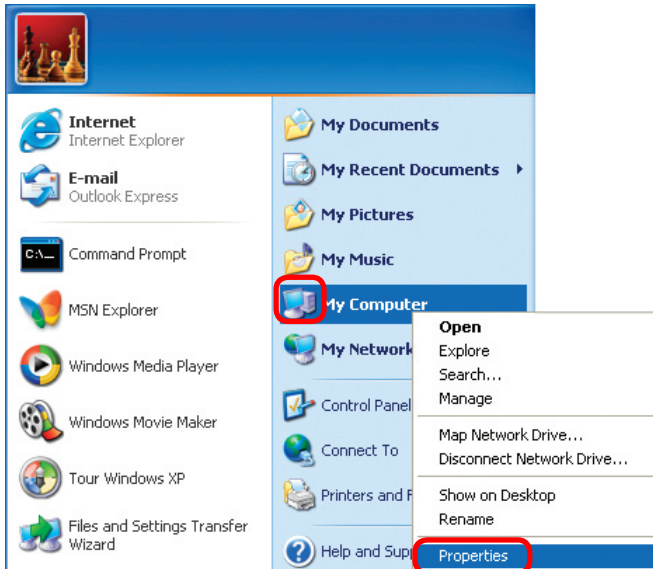 Internet
Internet Explorer
E-mail
Outlook Express
C:\_
Command Prompt
MSN Explorer
Windows Media Player
Windows Movie Maker
Tour Windows XP
Files and Settings Transfer
Wizard
My Documents
My Recent Documents
My Pictures
My Music
My Computer
My Network
Control Panel
Connect To
Printers and F
Help and Sup
Open
Explore
Search...
Manage
Map Network Drive...
Disconnect Network Drive...
Show on Desktop
Rename
Properties